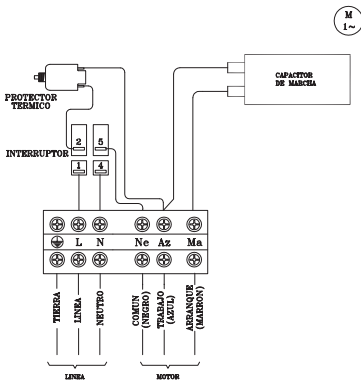 M
1~
CAPACITOR
DE MARCHA
PROTECTOR
TERMICO
INTERRUPTOR
2
5
1
4
L
N
Ne
Az
Ma
TIERRA
LINEA
NEUTRO
COMUN
(NEGRO)
TRABAJO
(AZUL)
ARRANQUE
(MARRON)
LINEA
MOTOR